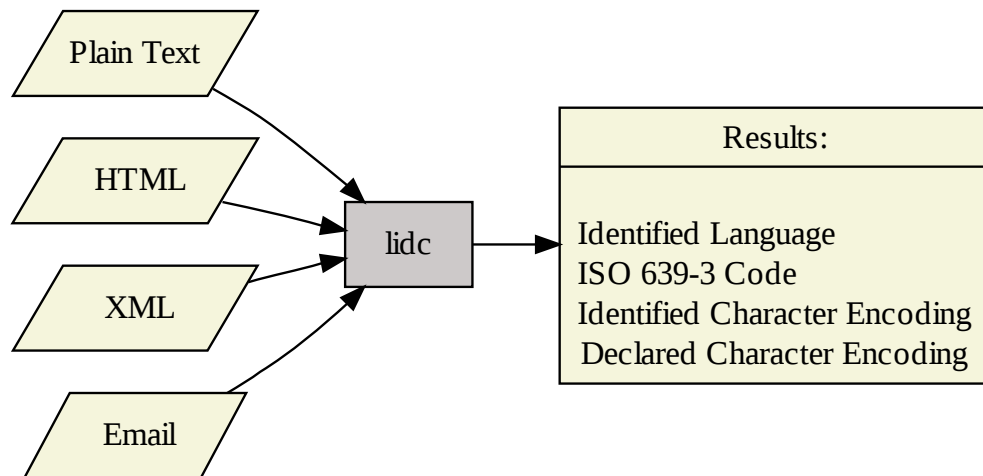 Plain Text
HTML
XML
Email
lidc
Results:
Identified Language
ISO 639-3 Code
Identified Character Encoding
Declared Character Encoding